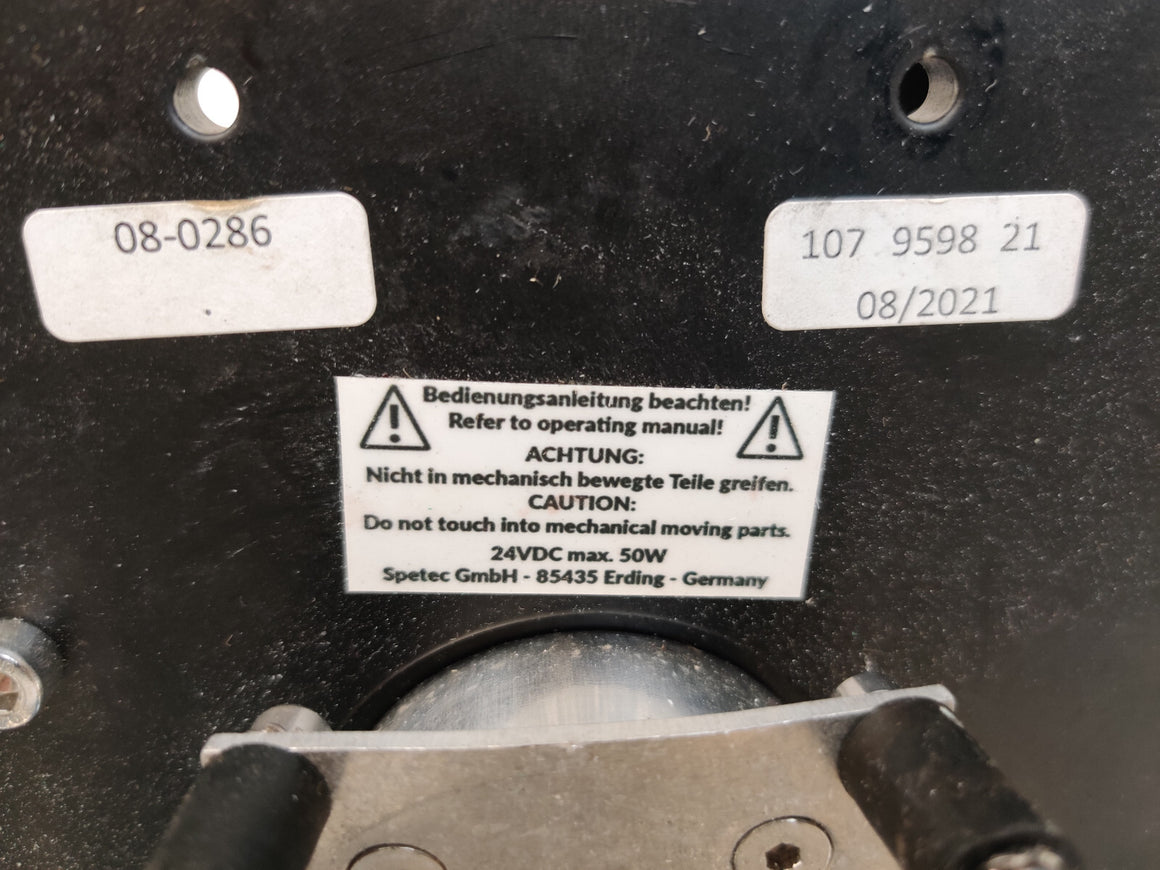 08-0286
107 9598 21
08/2021
Bedienungsanleitung beachten!
Refer to operating manual!
ACHTUNG:
Nicht in mechanisch bewegte Teile greifen.
CAUTION:
Do not touch into mechanical moving parts.
24VDC max. 50W
Spetec GmbH - 85435 Erding - Germany